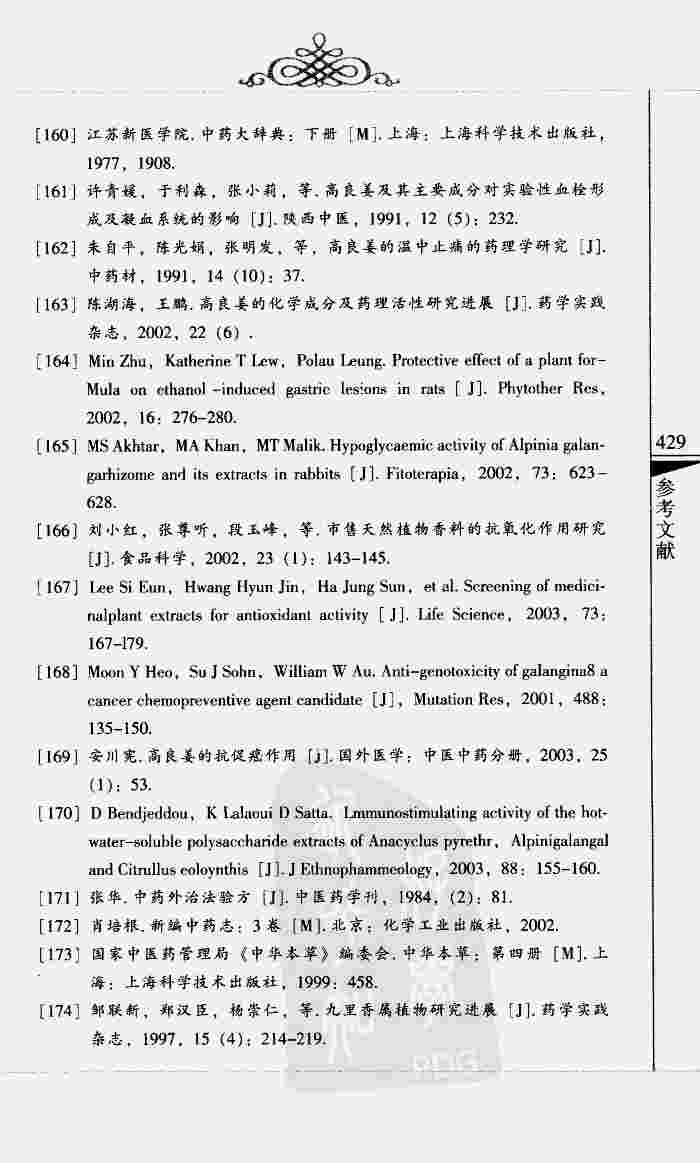 [160] 江苏新医学院. 中药大辞典：下册 [M]. 上海：上海科学技术出版社，
1977，1908.
[161] 许青媛，于利森，张小莉，等. 高良姜及其主要成分对实验性血栓形
成及凝血系统的影响 [J]. 陕西中医，1991，12（5）：232.
[162] 朱自平，陈光娟，张明发，等，高良姜的温中止痛的药理学研究 [J].
中药材，1991，14（10）：37.
[163] 陈湖海，王鹏. 高良姜的化学成分及药理活性研究进展 [J]. 药学实践
杂志，2002，22（6）.
[164] Min Zhu，Katherine T Lew，Polau Leung. Protective effect of a plant for-
Mula on ethanol -induced gastric lesions in rats [ J]. Phytother Res，
2002，16：276-280.
[165] MS Akhtar，MA Khan，MT Malik. Hypoglycaemic activity of Alpinia galan-
garhizome and its extracts in rabbits [ J]. Fitoterapia，2002，73：623-
628.
[166] 刘小红，张尊听，段玉峰，等. 市售天然植物香料的抗氧化作用研究
[J]. 食品科学，2002，23（1）：143-145.
[167] Lee Si Eun，Hwang Hyun Jin，Ha Jung Sun，et al. Screening of medici-
nalplant extracts for antioxidant activity [ J]. Life Science，2003，73：
167-179.
[168] Moon Y Heo，Su J Sohn，William W Au. Anti-genotoxicity of galangina8 a
cancer chemopreventive agent candidate [J]，Mutation Res，2001，488：
135-150.
[169] 安川宪. 高良姜的抗促癌作用 [J]. 国外医学：中医中药分册，2003，25
（1）：53.
[170] D Bendjeddou，K Lalaoui D Satta. Lmmunostimulating activity of the hot-
water-soluble polysaccharide extracts of Anacyclus pyrethr，Alpinigalangal
and Citrullus coloynthis [J]. J Ethnophammeology，2003，88：155-160.
[171] 张华. 中药外治法验方 [J]. 中医药学刊，1984，（2）：81.
[172] 肖培根. 新编中药志：3卷 [M]. 北京：化学工业出版社，2002.
[173] 国家中医药管理局《中华本草》编委会. 中华本草：第四册 [M]. 上
海：上海科学技术出版社，1999：458.
[174] 邹联新，郑汉臣，杨崇仁，等. 九里香属植物研究进展 [J]. 药学实践
杂志，1997，15（4）：214-219.
429
参考文献